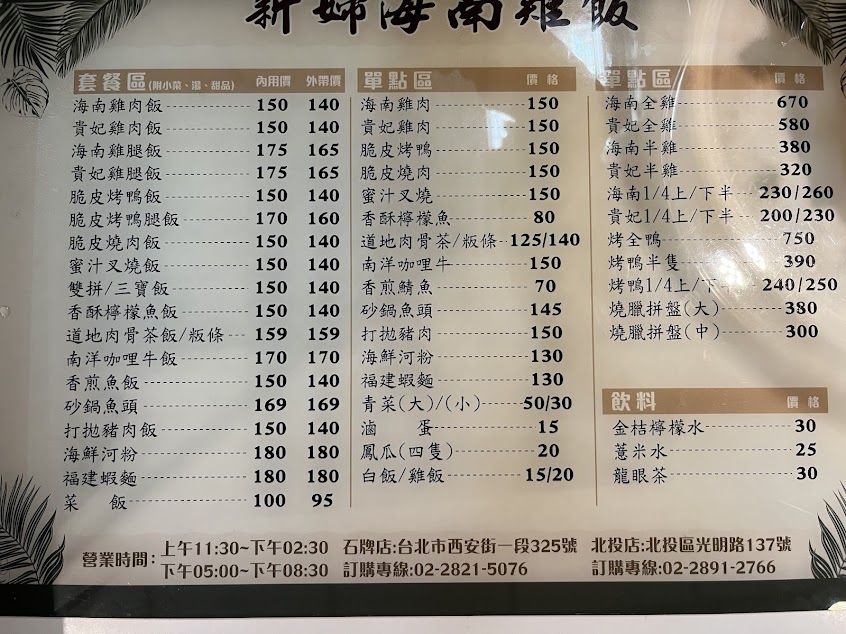 新婦海南雞飯
套餐區(附小菜、湯、甜品) 內用價 外帶價
海南雞肉飯 150 140
貴妃雞肉飯 150 140
海南雞腿飯 175 165
貴妃雞腿飯 175 165
脆皮烤鴨飯 150 140
脆皮烤鴨腿飯 170 160
脆皮燒肉飯 150 140
蜜汁叉燒飯 150 140
雙拼/三寶飯 150 140
香酥檸檬魚飯 150 140
道地肉骨茶飯/粄條 159 159
南洋咖哩牛飯 170 170
香煎魚飯 150 140
砂鍋魚頭 169 169
打拋豬肉飯 150 140
海鮮河粉 180 180
福建蝦麵 180 180
菜 飯 100 95
單點區 價格
海南雞肉 150
貴妃雞肉 150
脆皮烤鴨 150
脆皮燒肉 150
蜜汁叉燒 150
香酥檸檬魚 80
道地肉骨茶/粄條 125/140
南洋咖哩牛 150
香煎鯖魚 70
砂鍋魚頭 145
打拋豬肉 150
海鮮河粉 130
福建蝦麵 130
青菜(大)/(小) 50/30
滷 蛋 15
鳳爪(四隻) 20
白飯/雞飯 15/20
單點區 價格
海南全雞 670
貴妃全雞 580
海南半雞 380
貴妃半雞 320
海南1/4上/下半 230/260
貴妃1/4上/下半 200/230
烤全鴨 750
烤鴨半隻 390
烤鴨1/4上/下 240/250
燒臘拼盤(大) 380
燒臘拼盤(中) 300
飲料 價格
金桔檸檬水 30
薏米水 25
龍眼茶 30
營業時間:上午11:30~下午02:30
下午05:00~下午08:30
石牌店:台北市西安街一段325號
訂購專線:02-2821-5076
北投店:北投區光明路137號
訂購專線:02-2891-2766